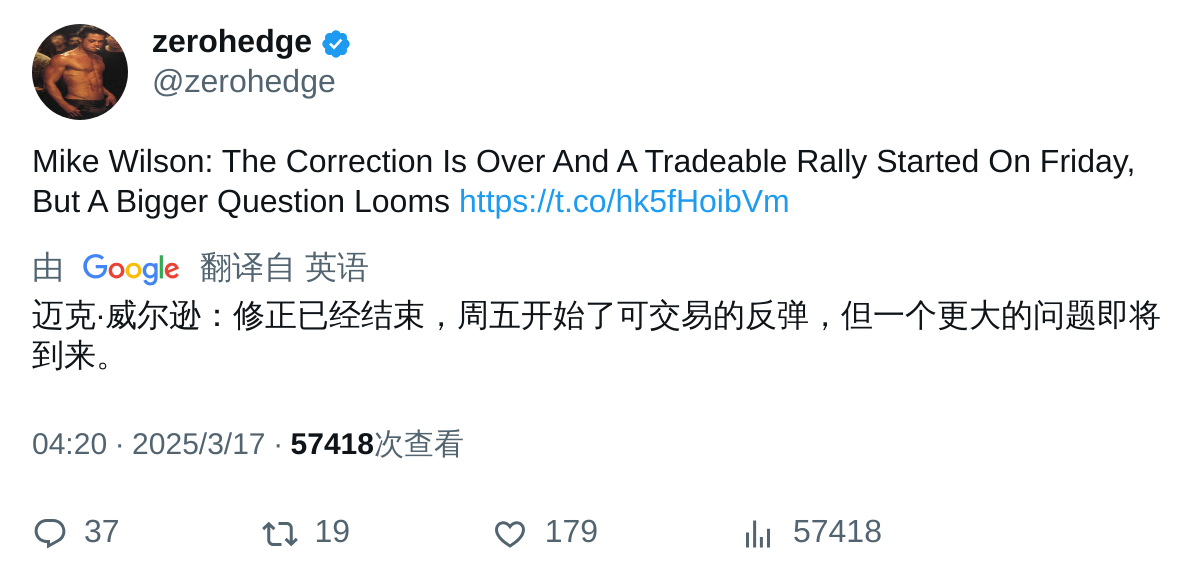 zerohedge
@zerohedge
Mike Wilson: The Correction Is Over And A Tradeable Rally Started On Friday,
But A Bigger Question Looms https://t.co/hk5fHoibVm
由 Google 翻译自 英语
迈克·威尔逊：修正已经结束，周五开始了可交易的反弹，但一个更大的问题即将
到来。
04:20 · 2025/3/17 · 57418次查看
37 19 179 57418